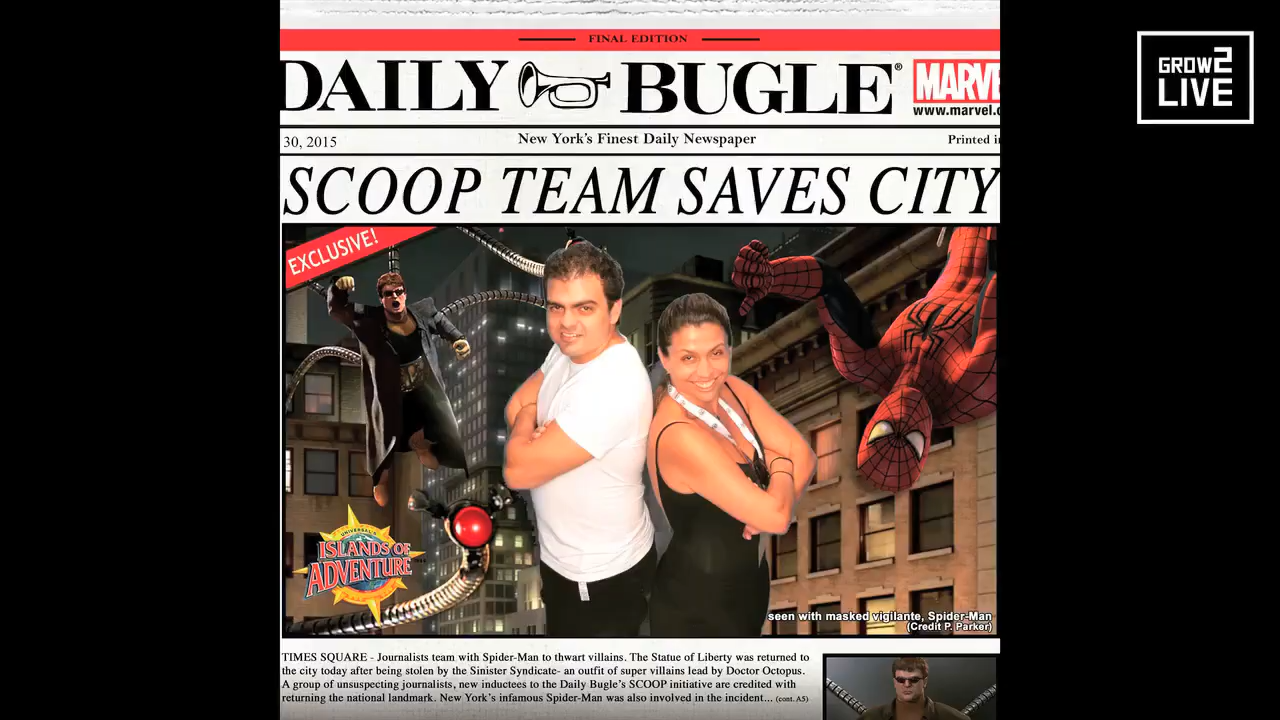 FINAL EDITION
DAILY BUGLE®
MARVE
www.marvel.c
GROW2
LIVE
30, 2015
New York's Finest Daily Newspaper
Printed in
SCOOP TEAM SAVES CITY
EXCLUSIVE!
UNIVERSAL'S
ISLANDS OF
ADVENTURE
seen with masked vigilante, Spider-Man
(Credit P. Parker)
TIMES SQUARE - Journalists team with Spider-Man to thwart villains. The Statue of Liberty was returned to
the city today after being stolen by the Sinister Syndicate- an outfit of super villains lead by Doctor Octopus.
A group of unsuspecting journalists, new inductees to the Daily Bugle's SCOOP initiative are credited with
returning the national landmark. New York's infamous Spider-Man was also involved in the incident... (cont. A5)